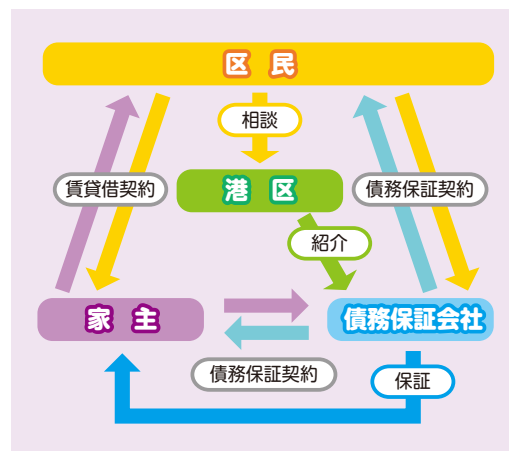 区民
相談
港区
賃貸借契約
債務保証契約
紹介
家主
債務保証会社
債務保証契約
保証